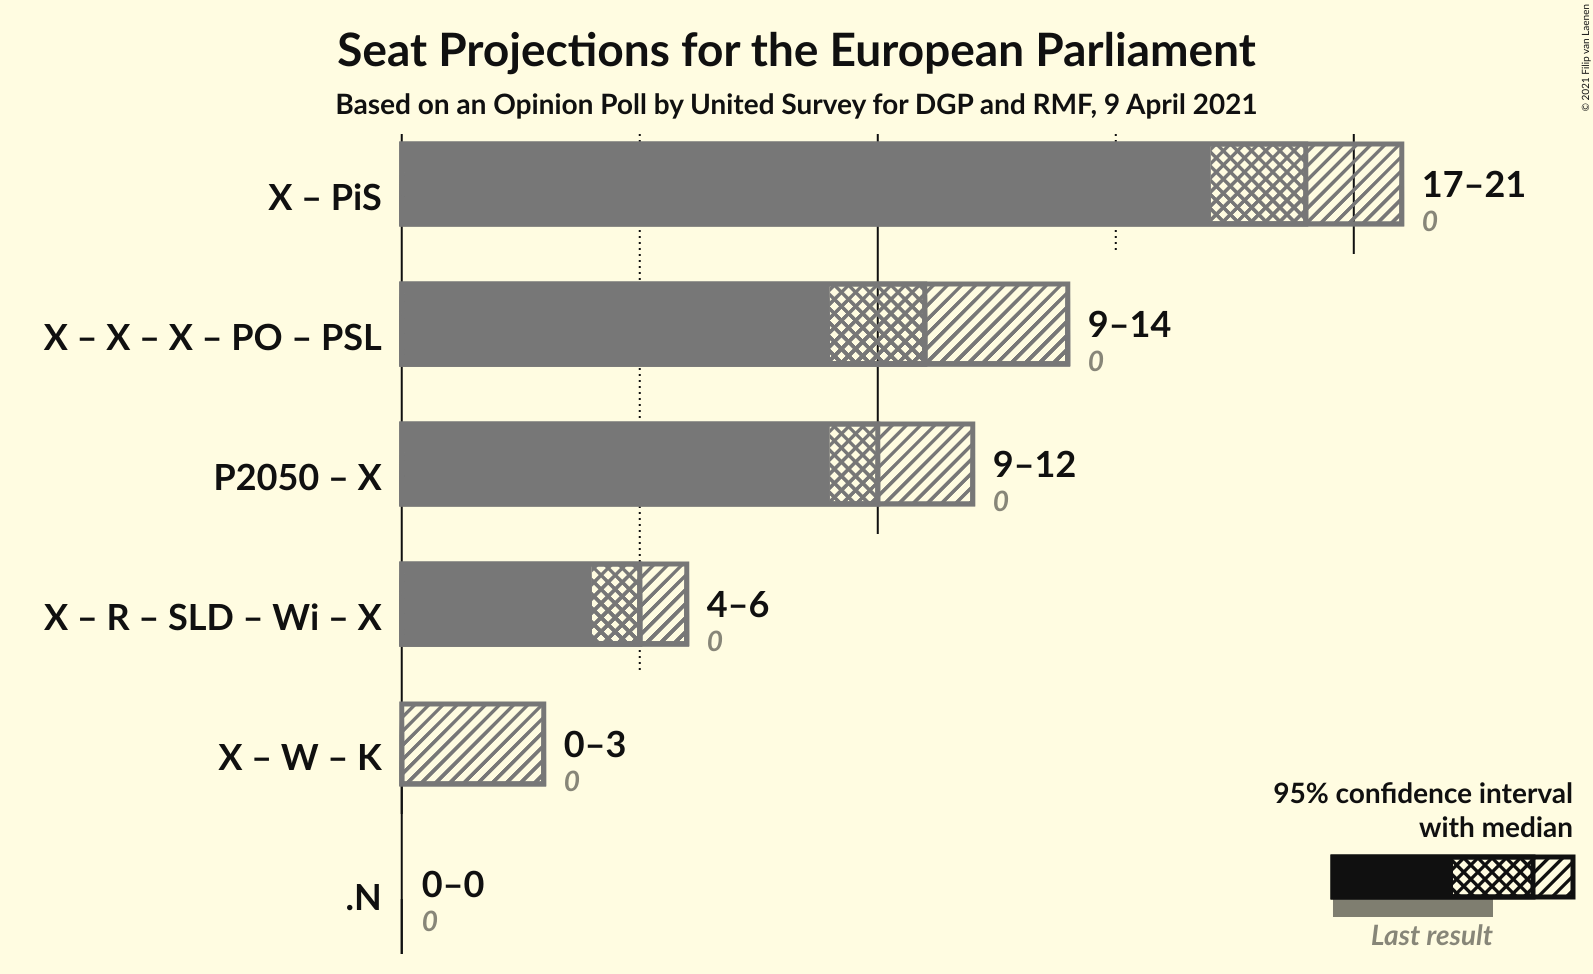 Seat Projections for the European Parliament
Based on an Opinion Poll by United Survey for DGP and RMF, 9 April 2021
© 2021 Filip van Laenen
X – PiS
17–21
0
X – X – X – PO – PSL
9–14
0
P2050 – X
9–12
0
X – R – SLD – Wi – X
4–6
0
X – W – K
0–3
0
.N
0–0
0
95% confidence interval
with median
Last result